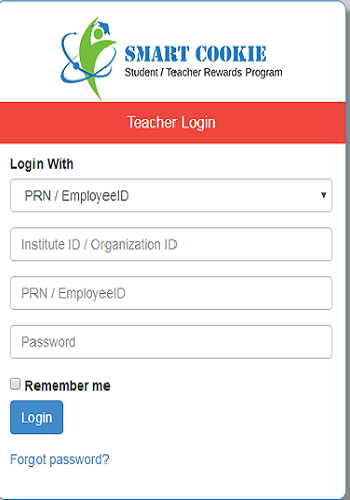 SMART COOKIE
Student / Teacher Rewards Program
Teacher Login
Login With
PRN / EmployeeID
Institute ID / Organization ID
PRN / EmployeeID
Password
Remember me
Login
Forgot password?